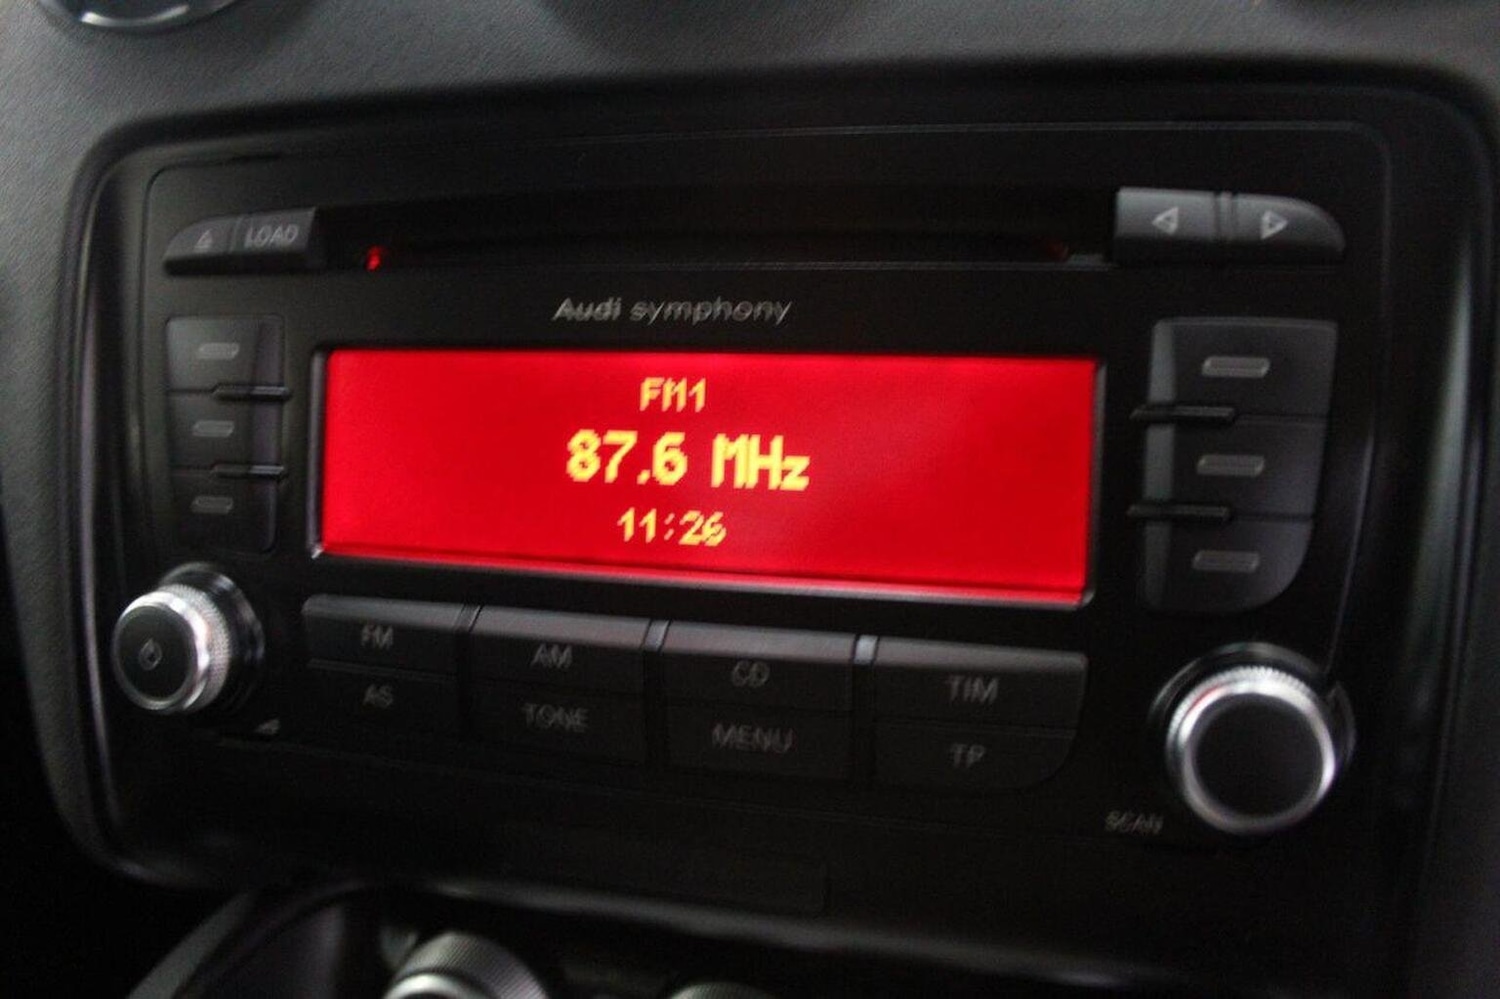 LOAD
Audi symphony
FM1
87.6 MHz
11:26
FM AM CD TIM
AS TONE MENU TP
SCAN